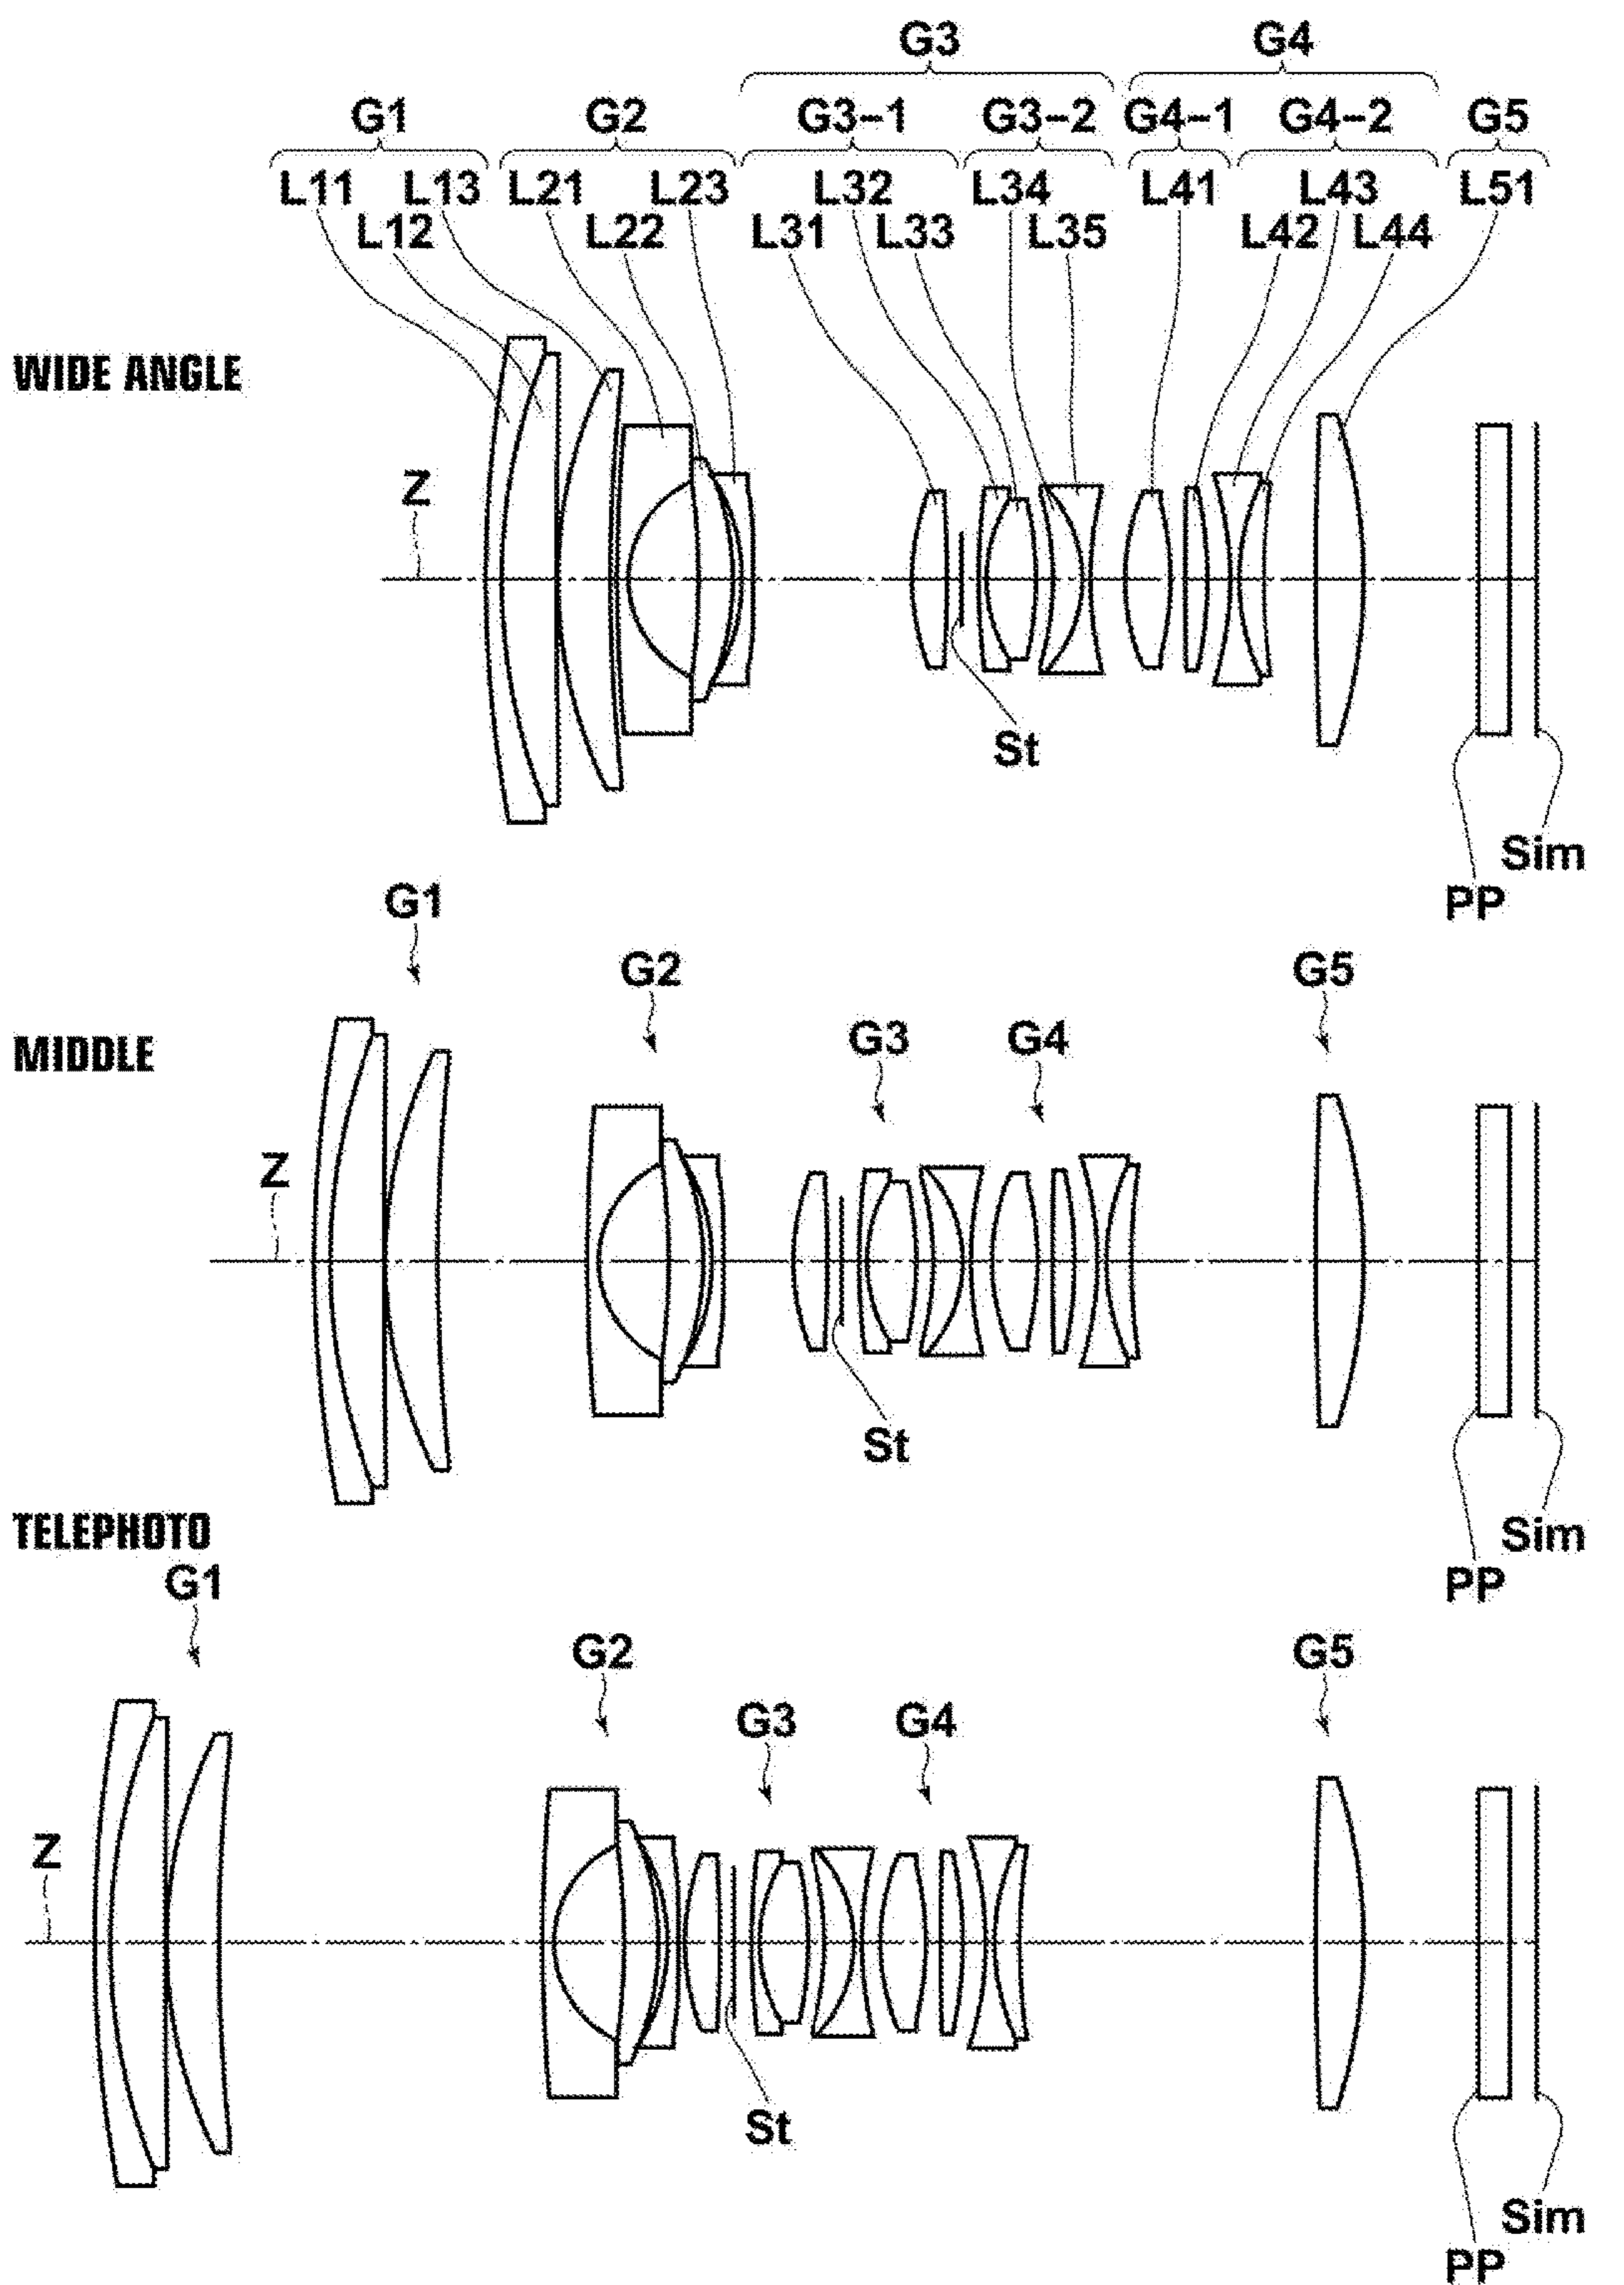 G3 G4
G1 G2 G3-1 G3-2 G4-1 G4-2 G5
L11 L13 L21 L23 L32 L34 L41 L43 L51
L12 L22 L31 L33 L35 L42 L44
WIDE ANGLE
Z
St
Sim
PP
G1
G2 G5
MIDDLE
G3 G4
Z
St
Sim
TELEPHOTO
PP
G1
G2 G5
G3 G4
Z
St
Sim
PP